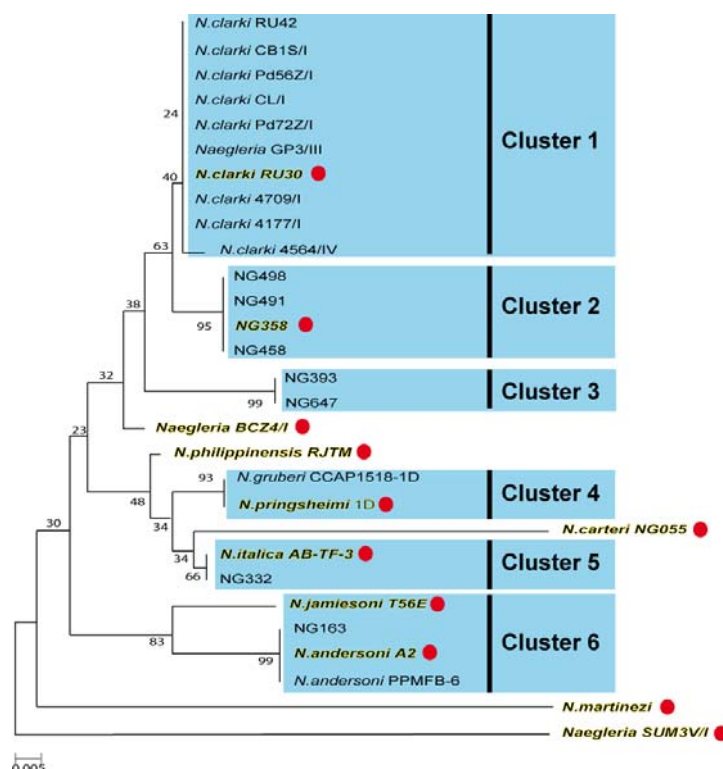 N.clarki RU42
N.clarki CB1S/I
N.clarki Pd56Z/I
N.clarki CL/I
24
N.clarki Pd72Z/I
Cluster 1
Naegleria GP3/III
40
N.clarki RU30
N.clarki 4709/I
N.clarki 4177/I
63
N.clarki 4564/IV
NG498
NG491
Cluster 2
38
95
NG358
NG458
32
NG393
Cluster 3
99
NG647
23
Naegleria BCZ4/I
N.philippinensis RJTM
93
N.gruberi CCAP1518-1D
Cluster 4
48
N.pringsheimi 1D
30
34
N.carteri NG055
34
N.italica AB-TF-3
Cluster 5
66
NG332
N.jamiesoni T56E
83
NG163
Cluster 6
99
N.andersoni A2
N.andersoni PPMFB-6
N.martinezi
Naegleria SUM3V/I
0.005